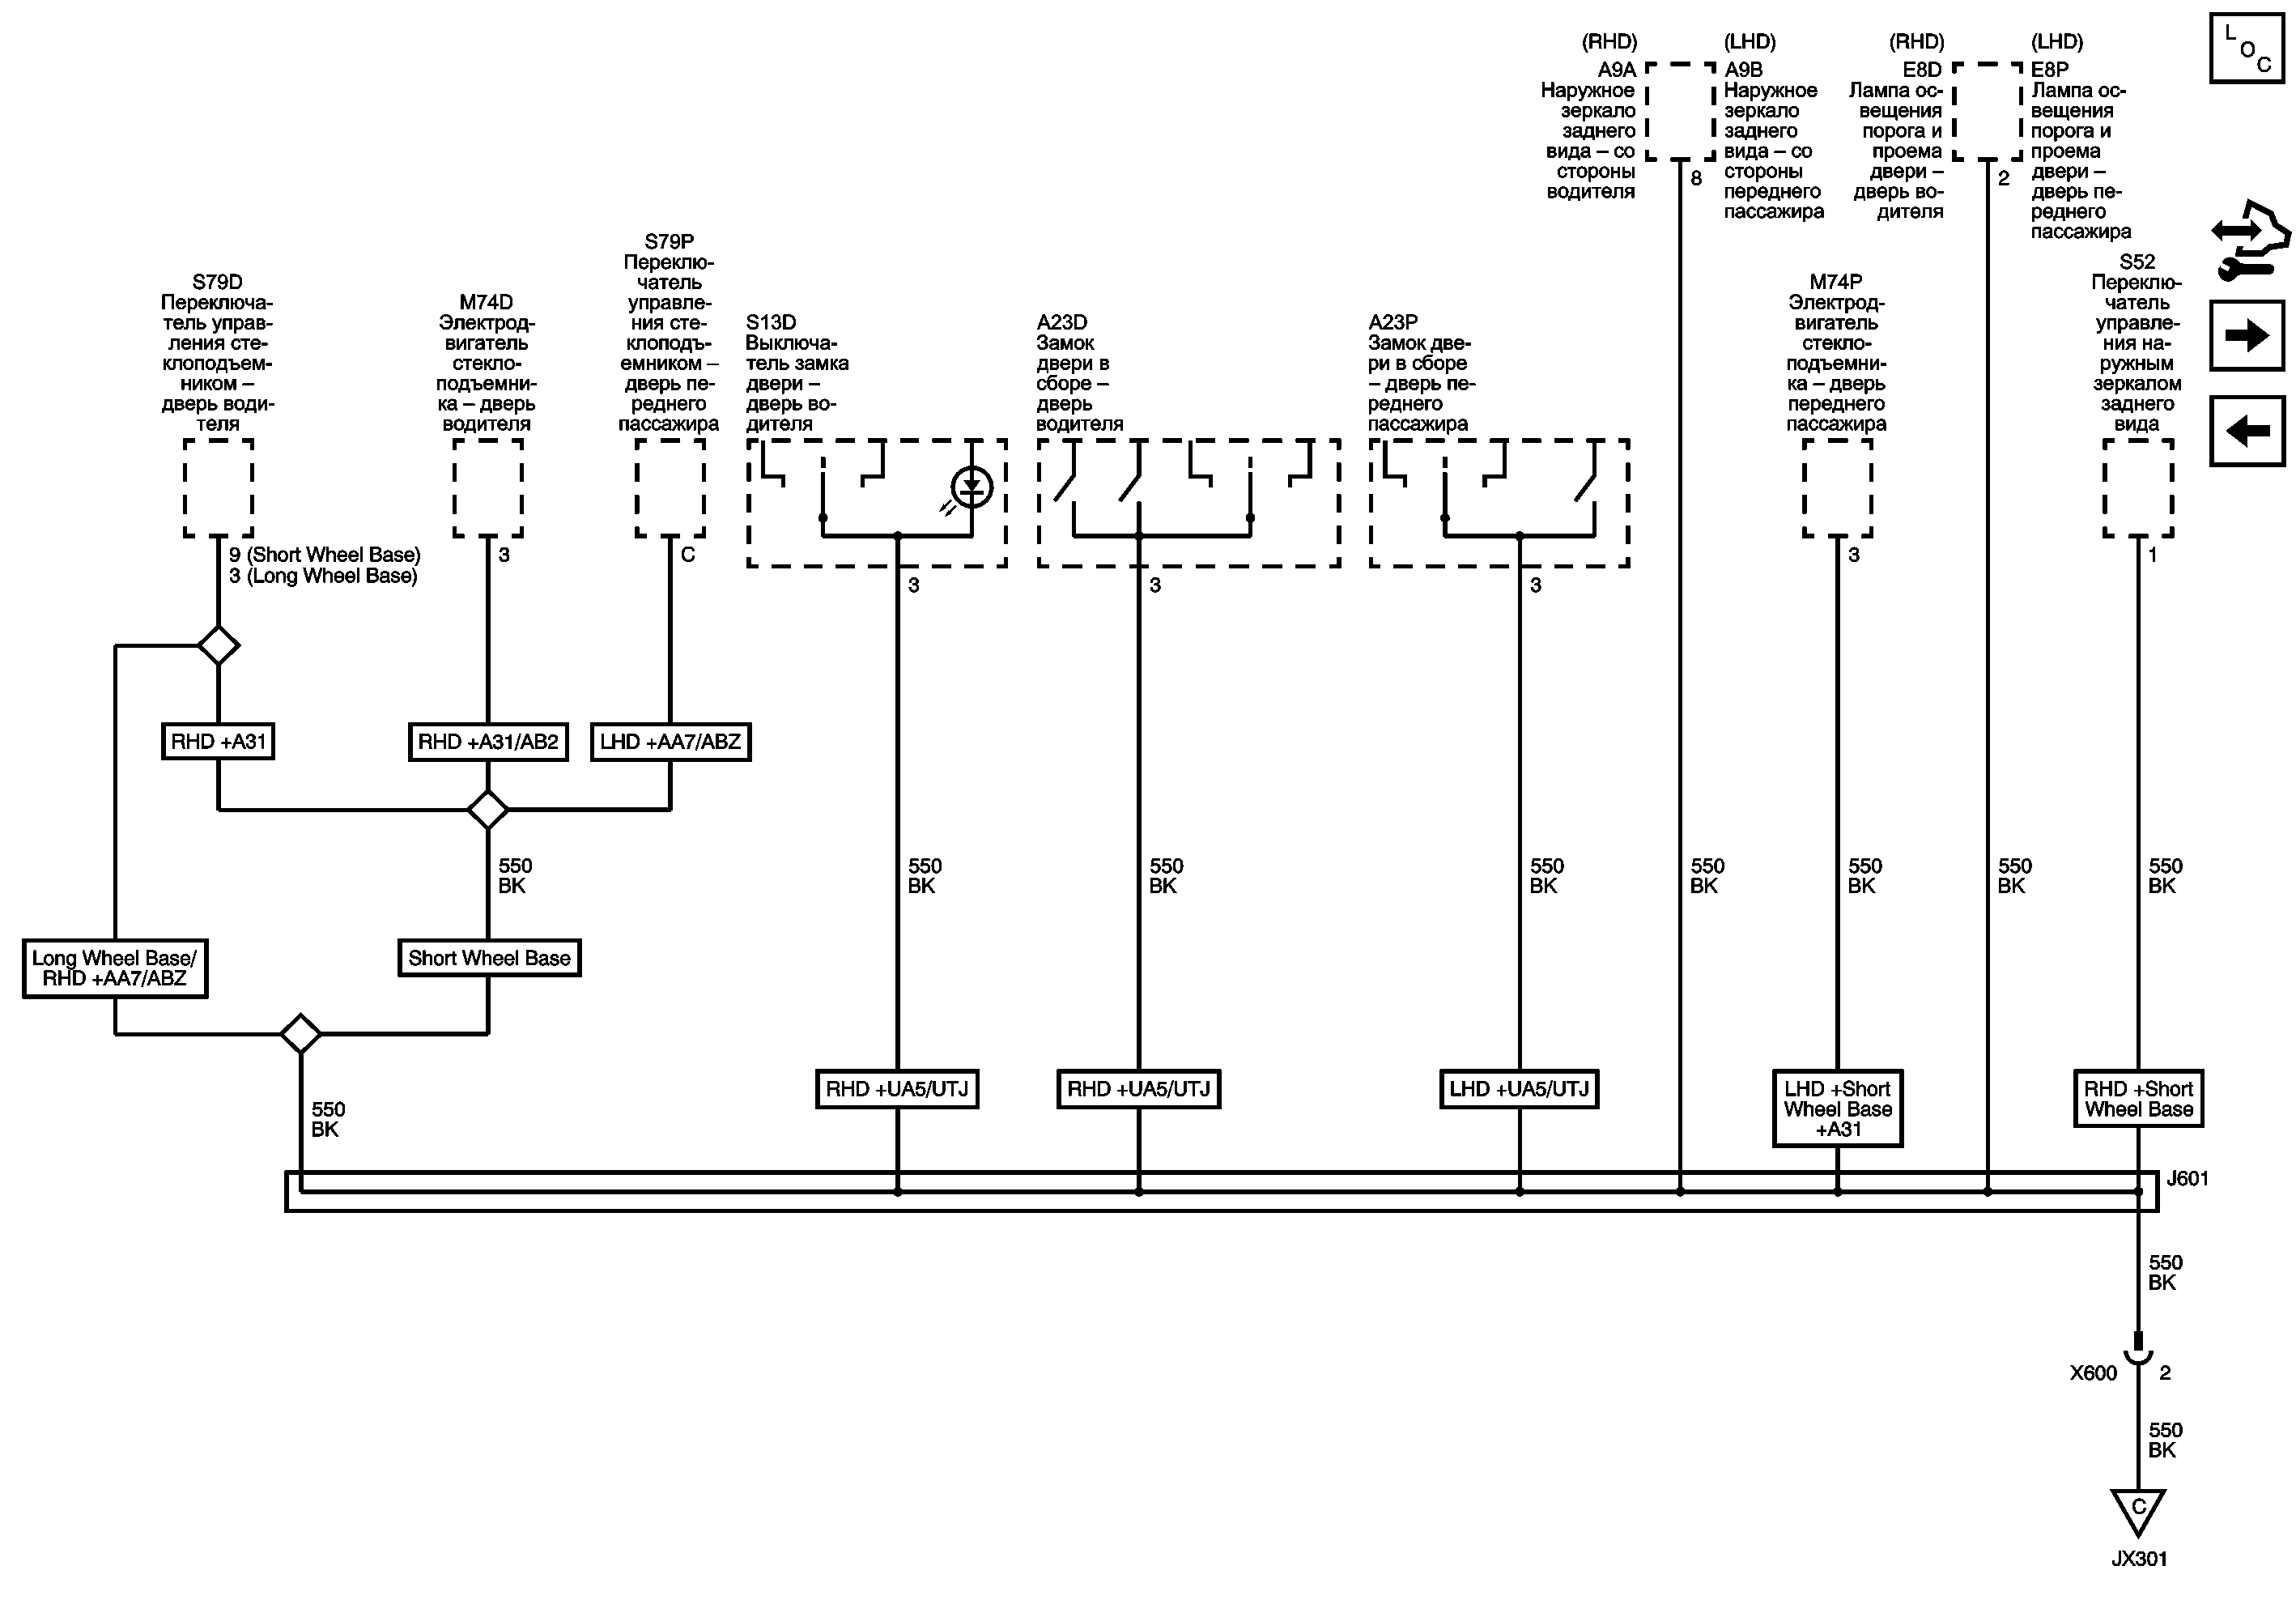 (RHD)
A9A
Наружное
зеркало
заднего
вида – со
стороны
водителя
(LHD)
A9B
Наружное
зеркало
заднего
вида – со
стороны
переднего
пассажира
8
(RHD)
E8D
Лампа ос-
вещения
порога и
проема
двери –
дверь во-
дителя
(LHD)
E8P
Лампа ос-
вещения
порога и
проема
двери –
дверь пе-
реднего
пассажира
2
L
O
C
S79D
Переключа-
тель управ-
ления сте-
клоподъем-
ником –
дверь води-
теля
M74D
Электрод-
вигатель
стекло-
подъемни-
ка – дверь
водителя
S79P
Переклю-
чатель
управле-
ния сте-
клоподъ-
емником –
дверь пе-
реднего
пассажира
S13D
Выключа-
тель замка
двери –
дверь во-
дителя
A23D
Замок
двери в
сборе –
дверь
водителя
A23P
Замок две-
ри в сборе
– дверь пе-
реднего
пассажира
M74P
Электрод-
вигатель
стекло-
подъемни-
ка – дверь
переднего
пассажира
S52
Переклю-
чатель
управле-
ния на-
ружным
зеркалом
заднего
вида
9 (Short Wheel Base)
3 (Long Wheel Base)
3
C
3
3
3
3
1
RHD +A31
RHD +A31/AB2
LHD +AA7/ABZ
550
BK
550
BK
550
BK
550
BK
550
BK
550
BK
550
BK
550
BK
Long Wheel Base/
RHD +AA7/ABZ
Short Wheel Base
550
BK
RHD +UA5/UTJ
RHD +UA5/UTJ
LHD +UA5/UTJ
LHD +Short
Wheel Base
+A31
RHD +Short
Wheel Base
J601
550
BK
X600
2
550
BK
C
JX301